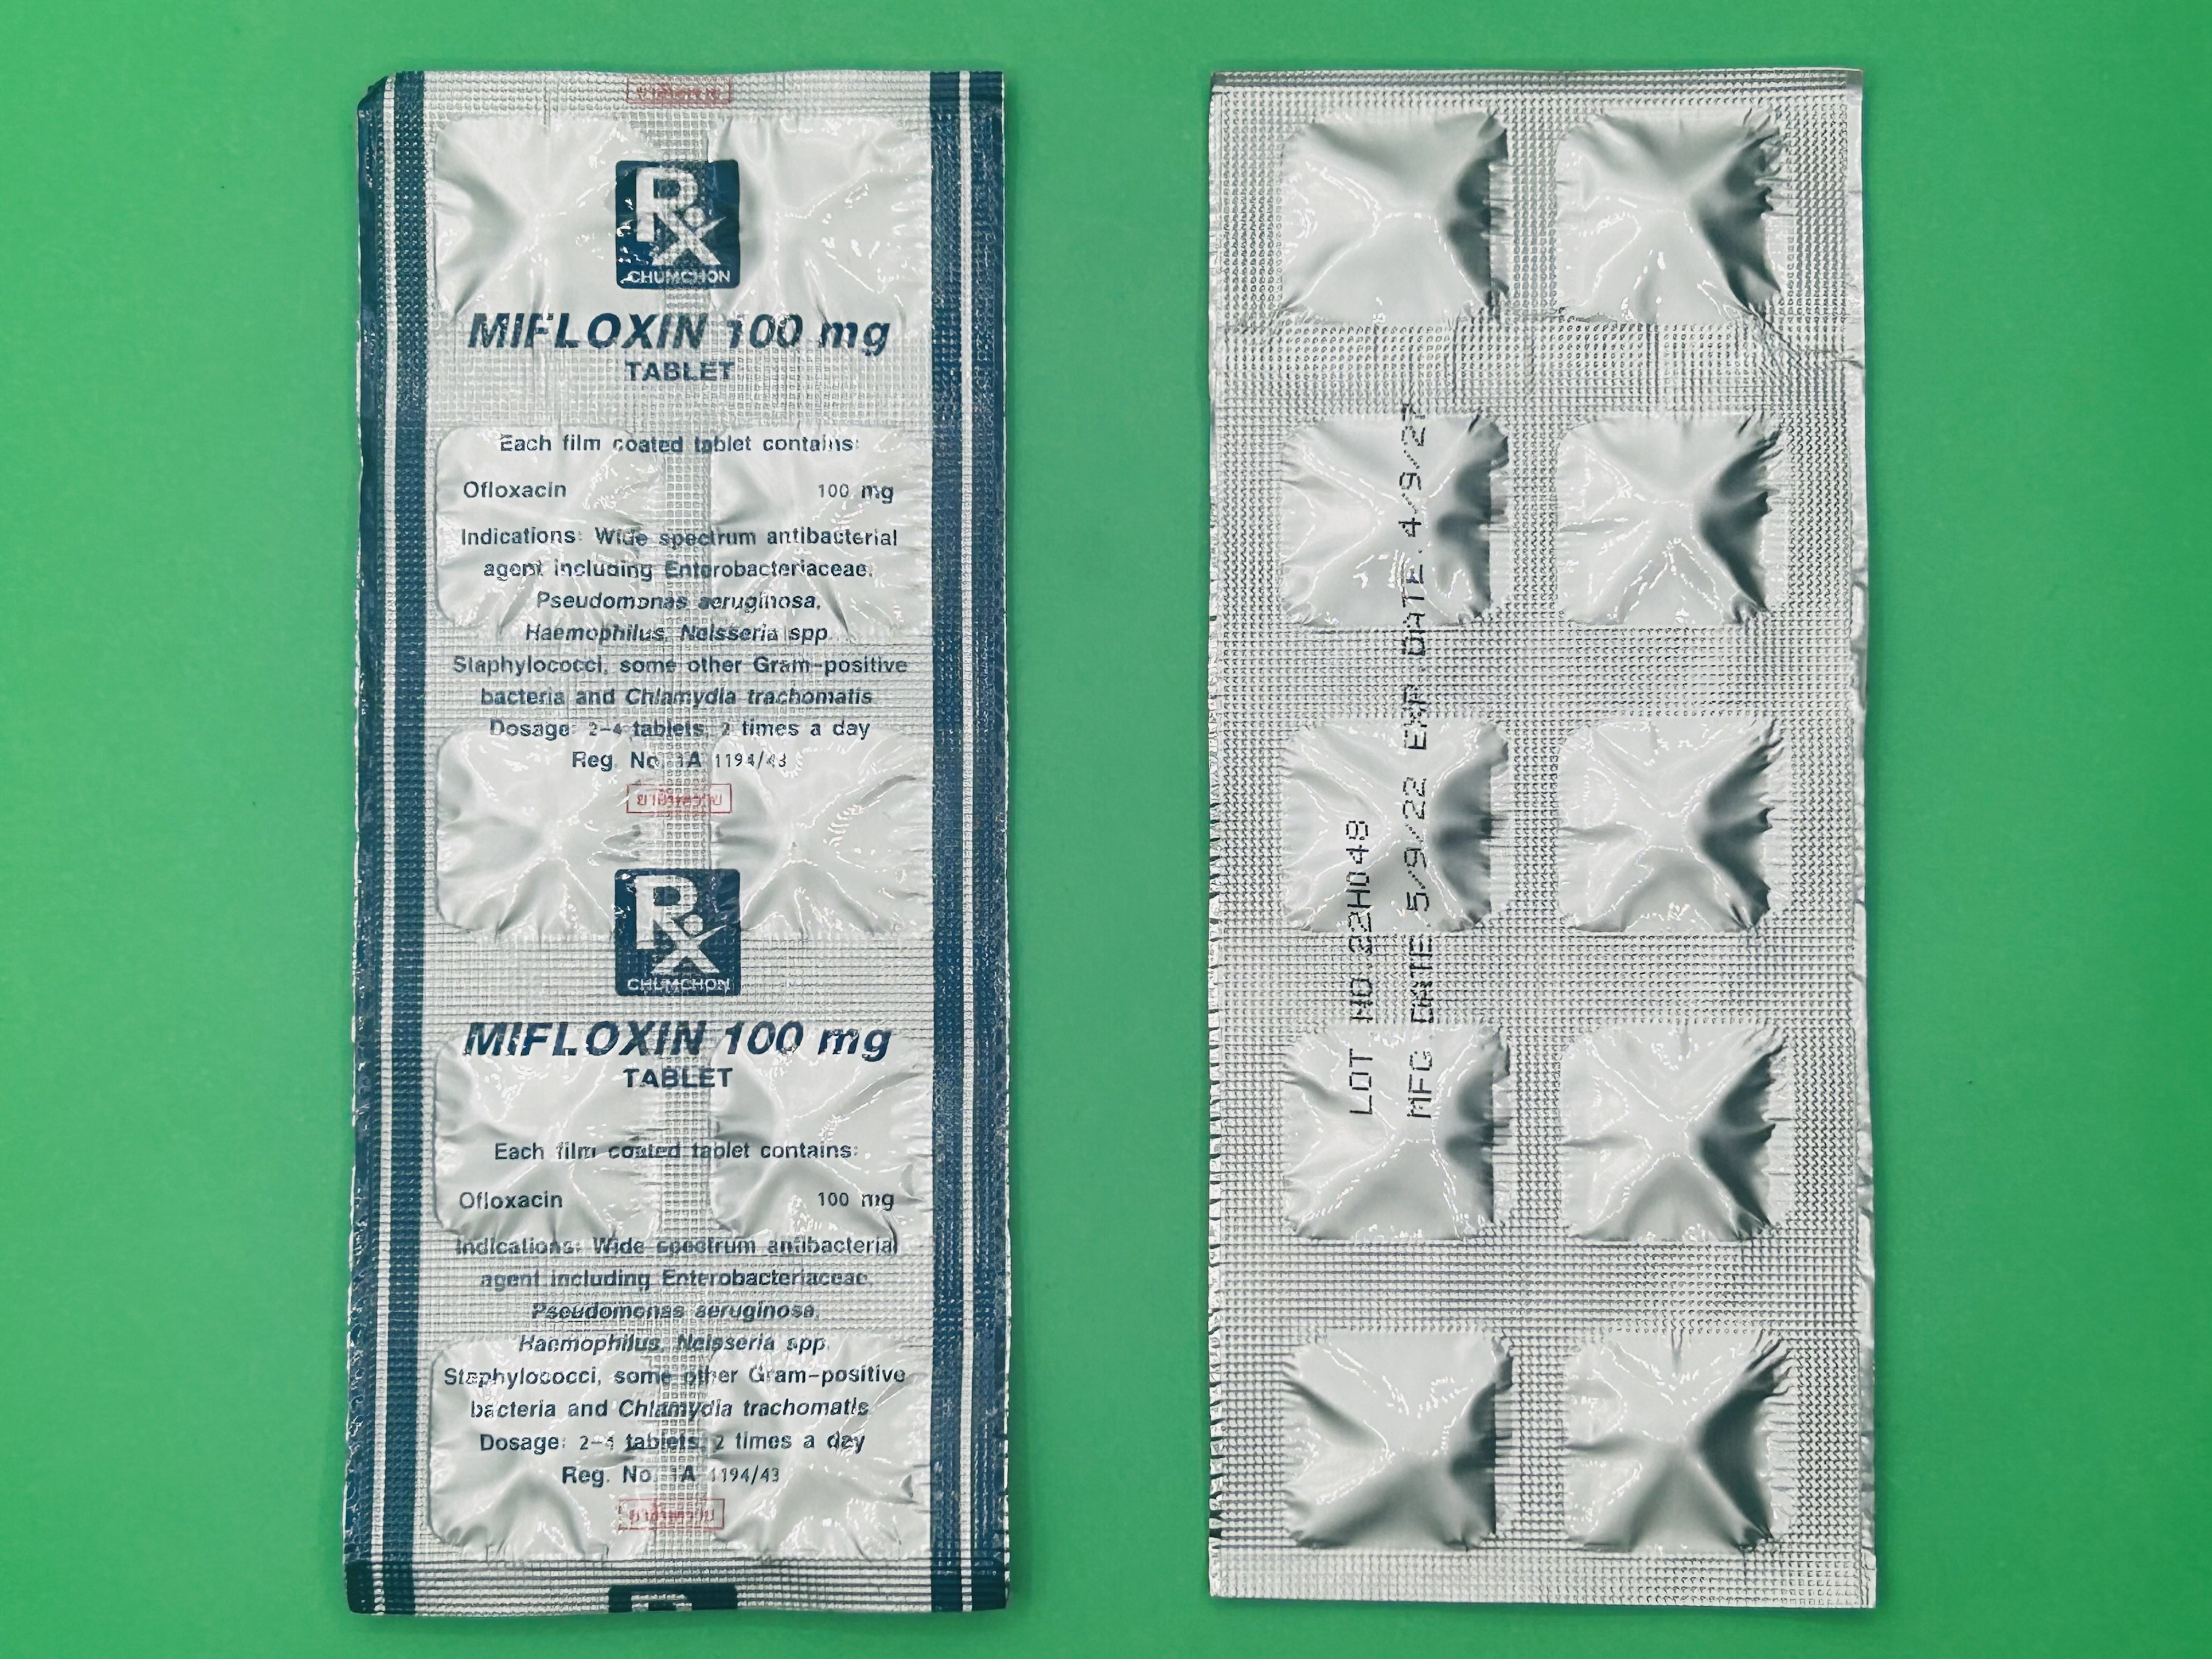 Rx
CHUMCHON
MIFLOXIN 100 mg
TABLET
Each film coated tablet contains:
Ofloxacin 100 mg
Indications: Wide spectrum antibacterial
agent including Enterobacteriaceae,
Pseudomonas aeruginosa,
Haemophilus, Neisseria spp.
Staphylococci, some other Gram-positive
bacteria and Chlamydia trachomatis
Dosage: 2-4 tablets, 2 times a day
Reg. No. 1A 1194/43
Rx
CHUMCHON
MIFLOXIN 100 mg
TABLET
Each film coated tablet contains:
Ofloxacin 100 mg
Indications: Wide spectrum antibacterial
agent including Enterobacteriaceae,
Pseudomonas aeruginosa,
Haemophilus, Neisseria spp.
Staphylococci, some other Gram-positive
bacteria and Chlamydia trachomatis
Dosage: 2-4 tablets, 2 times a day
Reg. No. 1A 1194/43
LOT NO.22H048
MFG DATE.5/9/22 EXP.DATE.4/9/27